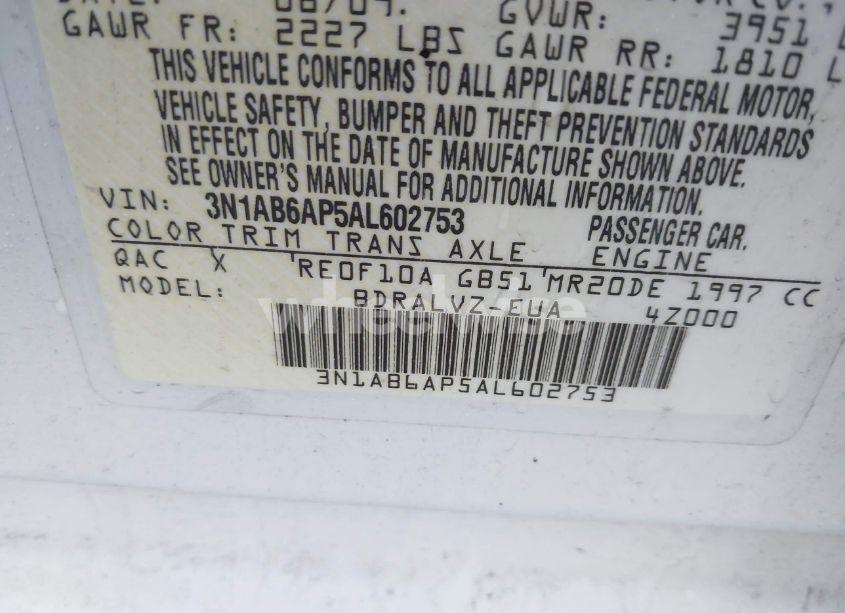 08/09. GVWR: 3951
GAWR FR: 2227 LBS GAWR RR: 1810 L
THIS VEHICLE CONFORMS TO ALL APPLICABLE FEDERAL MOTOR,
VEHICLE SAFETY, BUMPER AND THEFT PREVENTION STANDARDS
IN EFFECT ON THE DATE OF MANUFACTURE SHOWN ABOVE.
SEE OWNER'S MANUAL FOR ADDITIONAL INFORMATION.
VIN: 3N1AB6AP5AL602753 PASSENGER CAR.
COLOR TRIM TRANS AXLE ENGINE
QAC X RE0F10A GB51 MR20DE 1997 CC
MODEL: BDRALVZ-EUA 4Z000
wheelwise
3N1AB6AP5AL602753